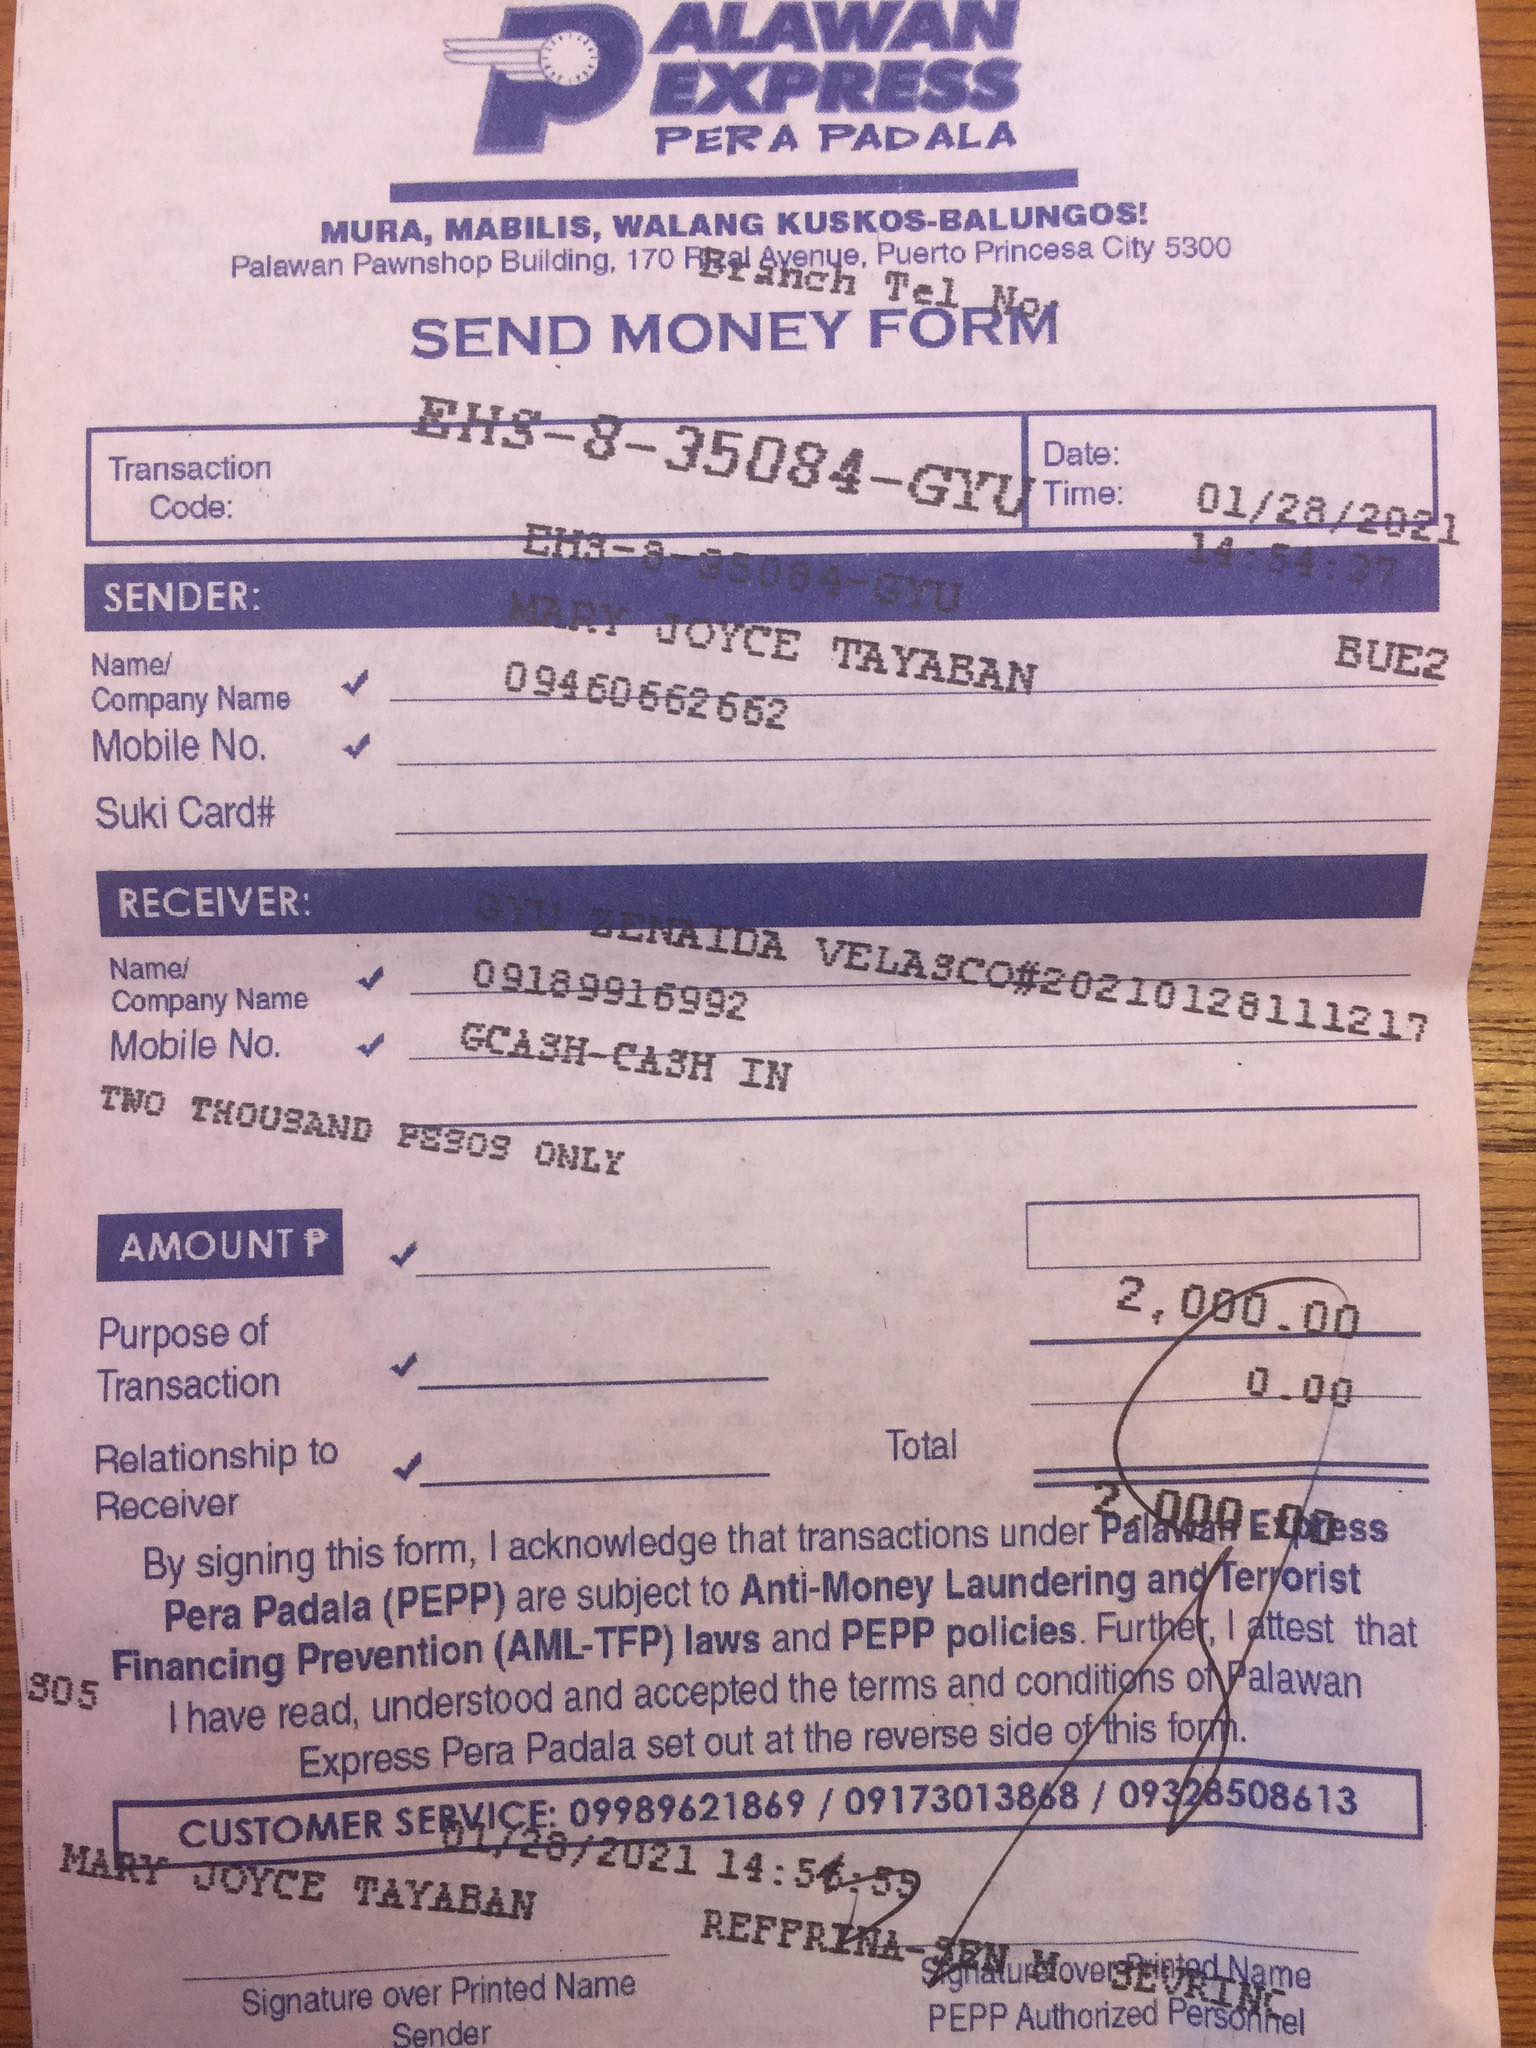 PALAWAN
EXPRESS
PERA PADALA
MURA, MABILIS, WALANG KUSKOS-BALUNGOS!
Palawan Pawnshop Building, 170 Rizal Avenue, Puerto Princesa City 5300
Branch Tel No.
SEND MONEY FORM
Transaction Code: EHS-8-35084-GYU
Date:
Time: 01/28/2021
EHS-8-35084-GYU 14:54:37
SENDER:
Name/
Company Name MARY JOYCE TAYABAN BUE2
Mobile No. 09460662662
Suki Card#
RECEIVER:
Name/
Company Name GYU ZENAIDA VELASCO#20210128111217
Mobile No. 09189916992
GCASH-CASH IN
TWO THOUSAND PESOS ONLY
AMOUNT ₱
2,000.00
Purpose of
Transaction
0.00
Relationship to
Receiver
Total
2,000.00
By signing this form, I acknowledge that transactions under Palawan Express
Pera Padala (PEPP) are subject to Anti-Money Laundering and Terrorist
Financing Prevention (AML-TFP) laws and PEPP policies. Further, I attest that
305
I have read, understood and accepted the terms and conditions of Palawan
Express Pera Padala set out at the reverse side of this form.
CUSTOMER SERVICE: 09989621869 / 09173013868 / 09328508613
01/28/2021
MARY JOYCE TAYABAN
Signature over Printed Name
Sender
Signature over Printed Name
PEPP Authorized Personnel